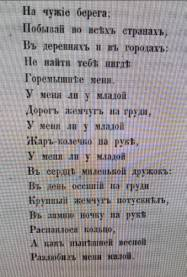 На чужіе берега;
Побывай во всѣхъ странахъ,
Въ деревняхъ и въ городахъ:
Не найти тебѣ нигдѣ
Горемышнѣе меня.
У меня ли у младой
Дорогъ жемчугъ на груди,
У меня ли у младой
Жаръ-колечко на рукѣ,
У меня ли у младой
Въ сердцѣ миленькой дружокъ:
Въ день осенній на груди
Крупный жемчугъ потускнѣлъ,
Въ зимню ночку на рукѣ
Распаялося кольцо,
А какъ нынѣшней весной
Разлюбилъ меня милой.